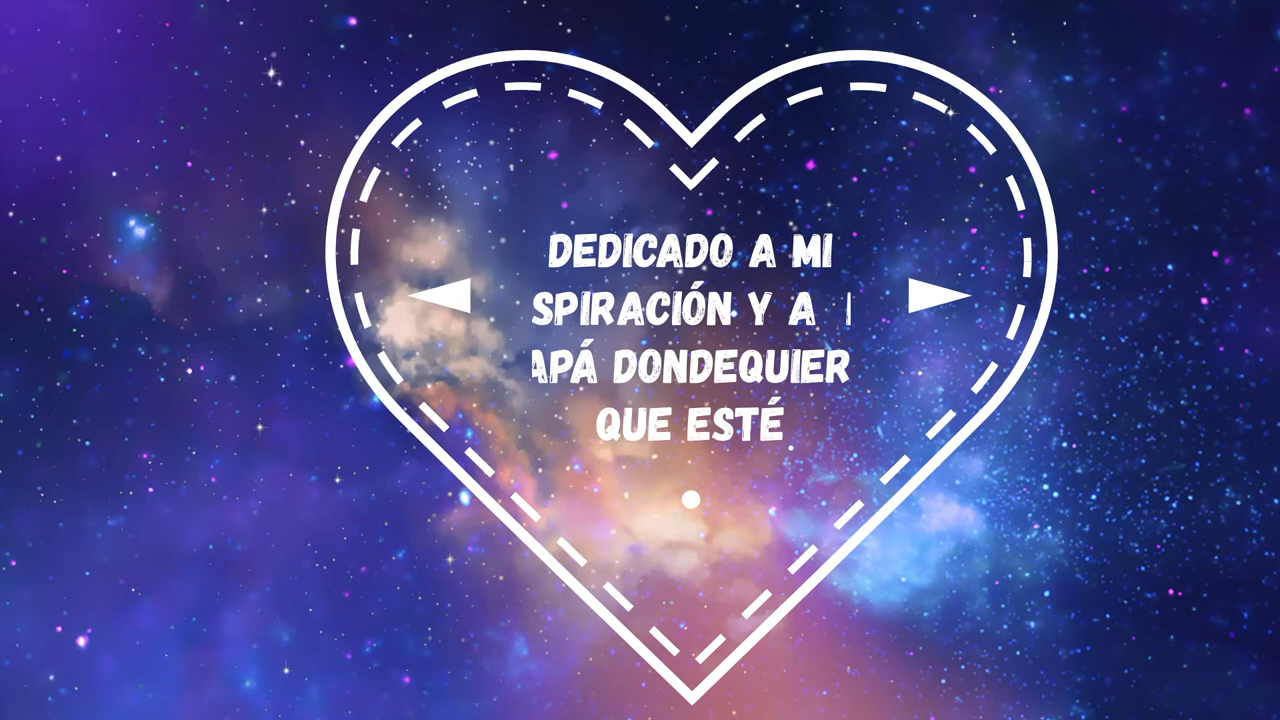 DEDICADO A MI
SPIRACIÓN Y A
APÁ DONDEQUIER
QUE ESTÉ